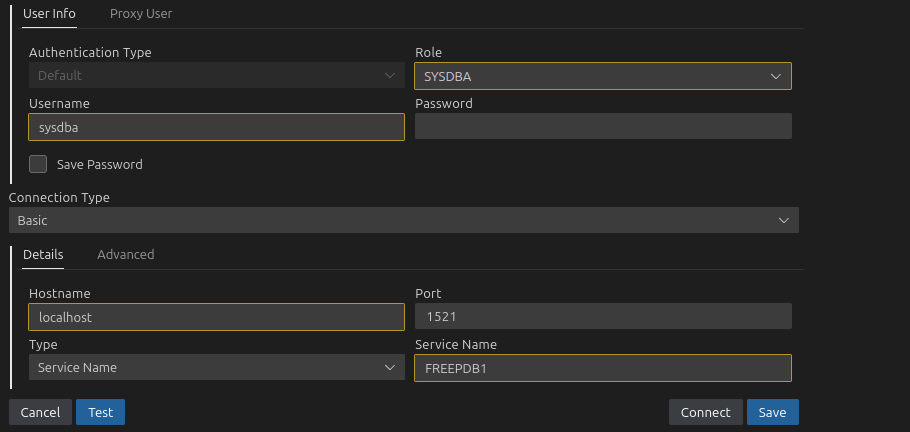 User Info Proxy User
Authentication Type Role
Default SYSDBA
Username Password
sysdba
Save Password
Connection Type
Basic
Details Advanced
Hostname Port
localhost 1521
Type Service Name
Service Name FREEPDB1
Cancel Test Connect Save